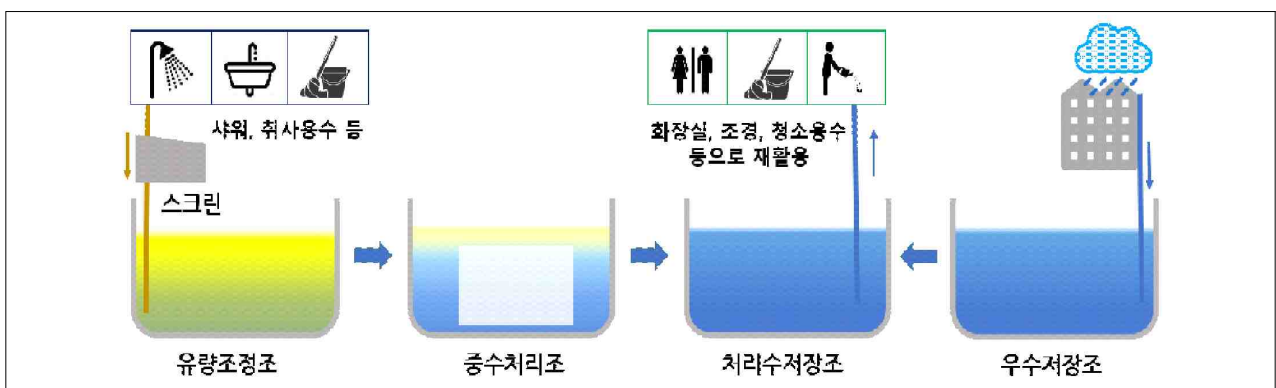 샤워, 취사용수 등
스크린
화장실, 조경, 청소용수
등으로 재활용
유량조정조
중수처리조
처리수저장조
우수저장조